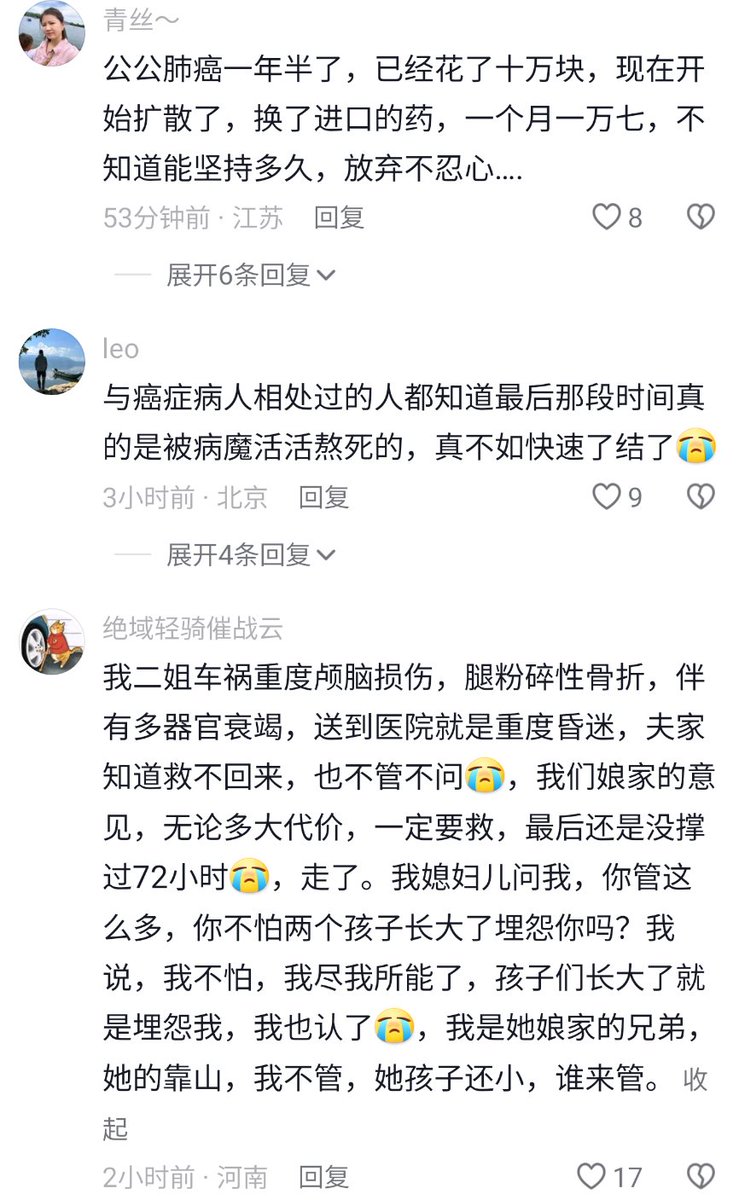 青丝～
公公肺癌一年半了，已经花了十万块，现在开
始扩散了，换了进口的药，一个月一万七，不
知道能坚持多久，放弃不忍心....
53分钟前 · 江苏 回复 8
展开6条回复
leo
与癌症病人相处过的人都知道最后那段时间真
的是被病魔活活熬死的，真不如快速了结了😭
3小时前 · 北京 回复 9
展开4条回复
绝域轻骑催战云
我二姐车祸重度颅脑损伤，腿粉碎性骨折，伴
有多器官衰竭，送到医院就是重度昏迷，夫家
知道救不回来，也不管不问😭，我们娘家的意
见，无论多大代价，一定要救，最后还是没撑
过72小时😭，走了。我媳妇儿问我，你管这
么多，你不怕两个孩子长大了埋怨你吗？我
说，我不怕，我尽我所能了，孩子们长大了就
是埋怨我，我也认了😭，我是她娘家的兄弟，
她的靠山，我不管，她孩子还小，谁来管。 收
起
2小时前 · 河南 回复 17